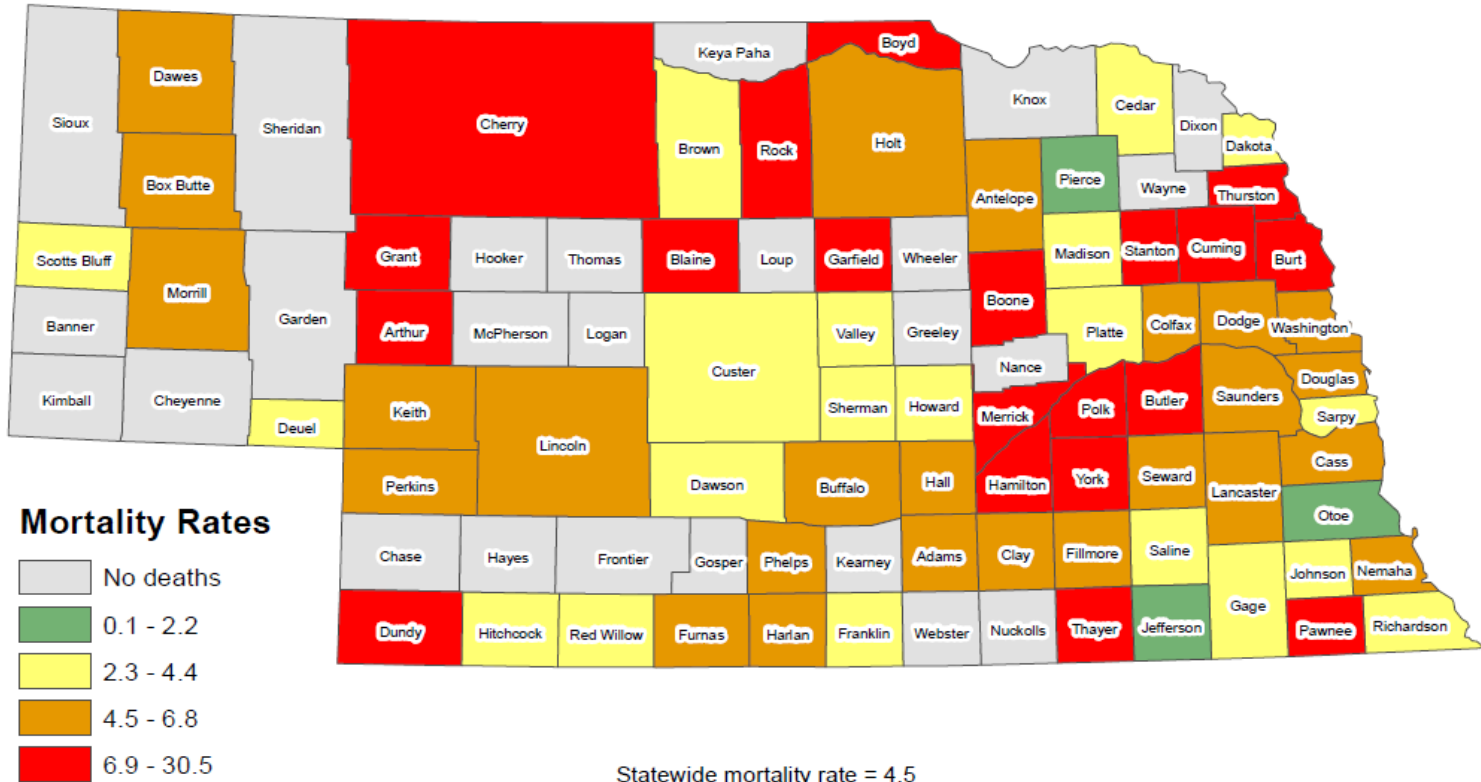 Keya Paha
Boyd
Dawes
Knox
Cedar
Sioux
Sheridan
Cherry
Dixon
Brown
Rock
Holt
Dakota
Box Butte
Pierce
Wayne
Antelope
Thurston
Scotts Bluff
Grant
Hooker
Thomas
Blaine
Loup
Garfield
Wheeler
Madison
Stanton
Cuming
Burt
Morrill
Boone
Banner
Garden
Arthur
McPherson
Logan
Valley
Greeley
Platte
Colfax
Dodge
Washington
Nance
Custer
Douglas
Kimball
Cheyenne
Keith
Sherman
Howard
Merrick
Polk
Butler
Saunders
Sarpy
Deuel
Lincoln
Perkins
Dawson
Buffalo
Hall
Hamilton
York
Seward
Lancaster
Cass
Otoe
Chase
Hayes
Frontier
Gosper
Phelps
Kearney
Adams
Clay
Fillmore
Saline
Johnson
Nemaha
Dundy
Hitchcock
Red Willow
Furnas
Harlan
Franklin
Webster
Nuckolls
Thayer
Jefferson
Gage
Pawnee
Richardson
Mortality Rates
No deaths
0.1 - 2.2
2.3 - 4.4
4.5 - 6.8
6.9 - 30.5
Statewide mortality rate = 4.5